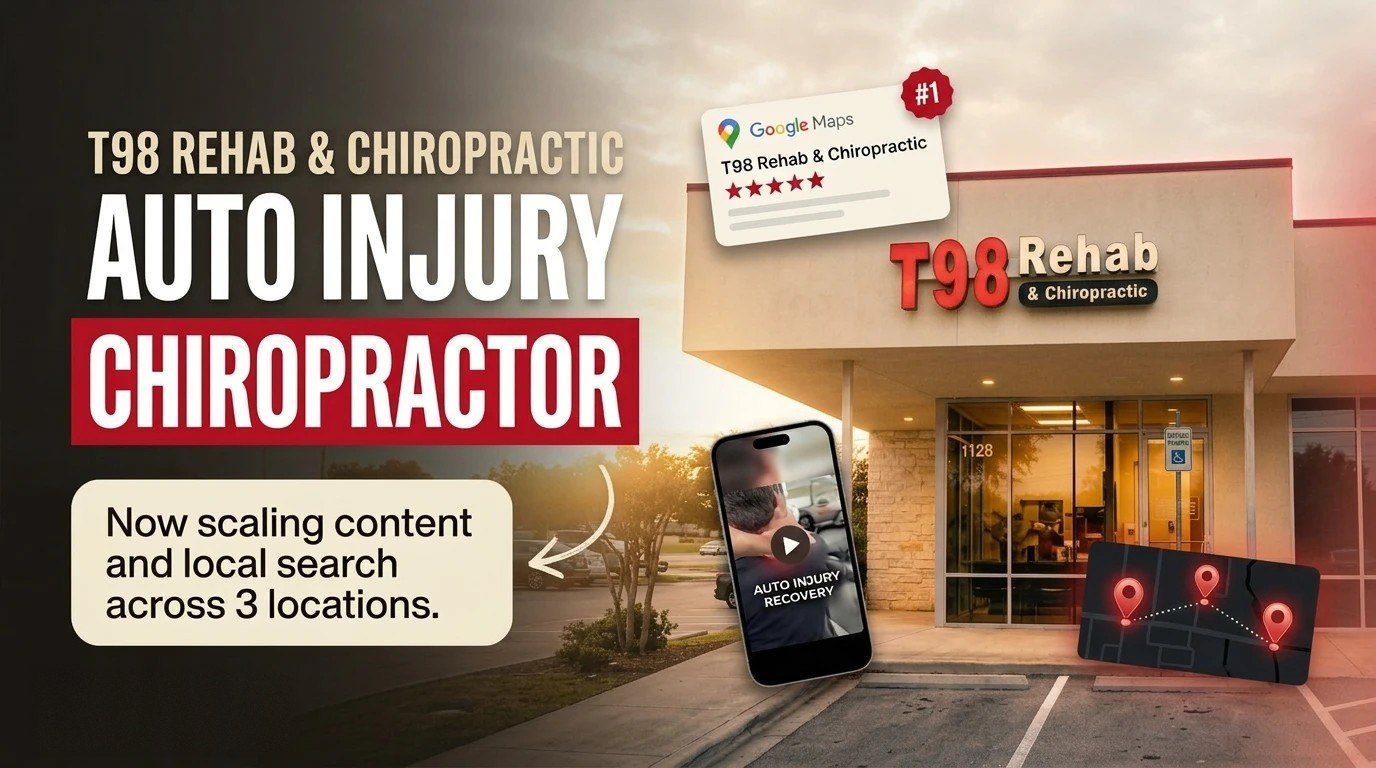 T98 REHAB & CHIROPRACTIC
AUTO INJURY
CHIROPRACTOR
Now scaling content
and local search
across 3 locations.
#1
Google Maps
T98 Rehab & Chiropractic
T98 Rehab
& Chiropractic
1128
AUTO INJURY
RECOVERY